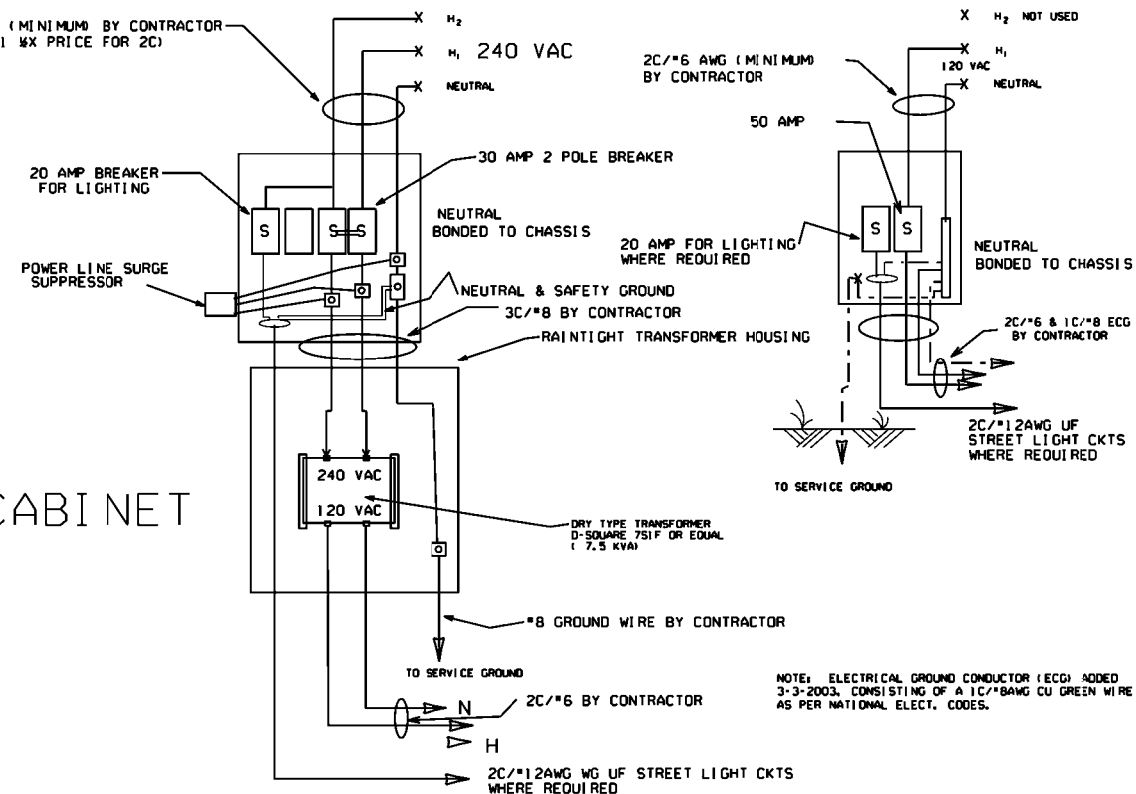 (MINIMUM) BY CONTRACTOR
X PRICE FOR 2C)
X H₂
X H₁ 240 VAC
X NEUTRAL
20 AMP BREAKER
FOR LIGHTING
30 AMP 2 POLE BREAKER
S
S
S
NEUTRAL
BONDED TO CHASSIS
POWER LINE SURGE
SUPPRESSOR
NEUTRAL & SAFETY GROUND
3C/#8 BY CONTRACTOR
RAINTIGHT TRANSFORMER HOUSING
CABINET
240 VAC
120 VAC
DRY TYPE TRANSFORMER
D-SQUARE 7S1F OR EQUAL
( 7.5 KVA)
#8 GROUND WIRE BY CONTRACTOR
TO SERVICE GROUND
2C/#6 BY CONTRACTOR
N
H
2C/#12AWG WG UF STREET LIGHT CKTS
WHERE REQUIRED
X H₂ NOT USED
X H₁
120 VAC
X NEUTRAL
2C/#6 AWG (MINIMUM)
BY CONTRACTOR
50 AMP
S
S
20 AMP FOR LIGHTING
WHERE REQUIRED
X
NEUTRAL
BONDED TO CHASSIS
2C/#6 & 1C/#8 ECG
BY CONTRACTOR
2C/#12AWG UF
STREET LIGHT CKTS
WHERE REQUIRED
TO SERVICE GROUND
NOTE: ELECTRICAL GROUND CONDUCTOR (ECG) ADDED
3-3-2003, CONSISTING OF A 1C/#8AWG CU GREEN WIRE
AS PER NATIONAL ELECT. CODES.